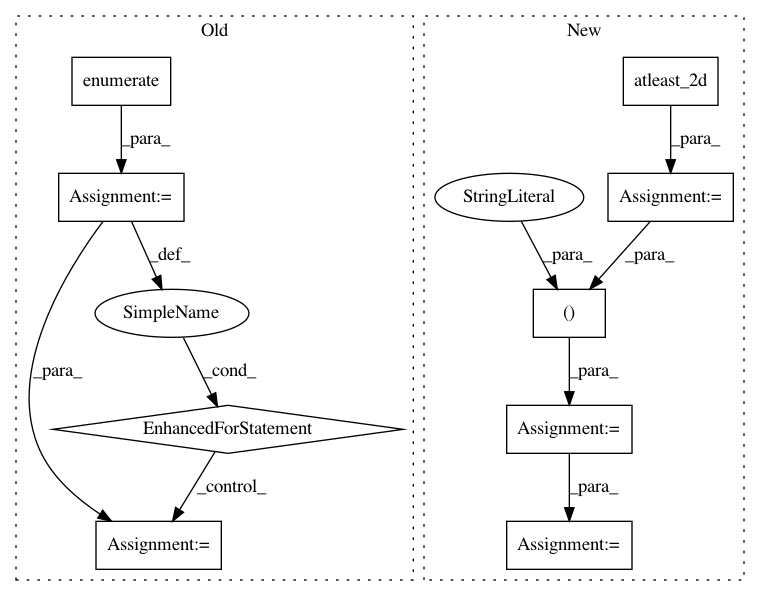 Old
New
enumerate
atleast_2d
_para_
_para_
Assignment:=
StringLiteral
Assignment:=
_def_
_para_
_para_
SimpleName
()
_para_
_cond_
_para_
EnhancedForStatement
Assignment:=
_control_
_para_
Assignment:=
Assignment:=